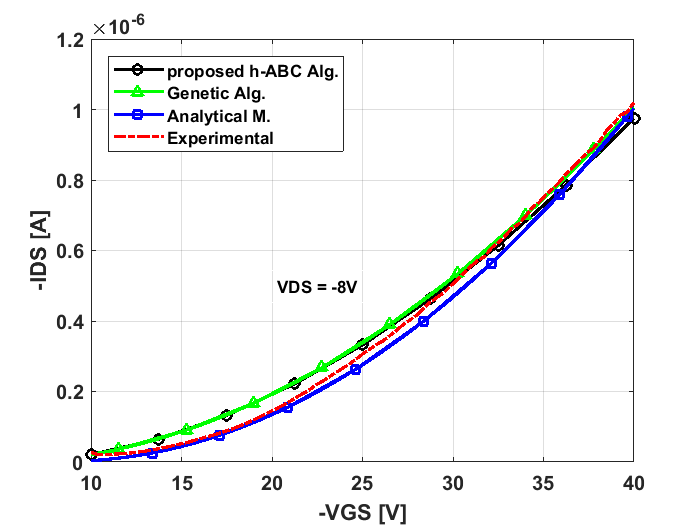 ×10^-6
1.2
1
0.8
0.6
0.4
0.2
0
-IDS [A]
proposed h-ABC Alg.
Genetic Alg.
Analytical M.
Experimental
VDS = -8V
10 15 20 25 30 35 40
-VGS [V]